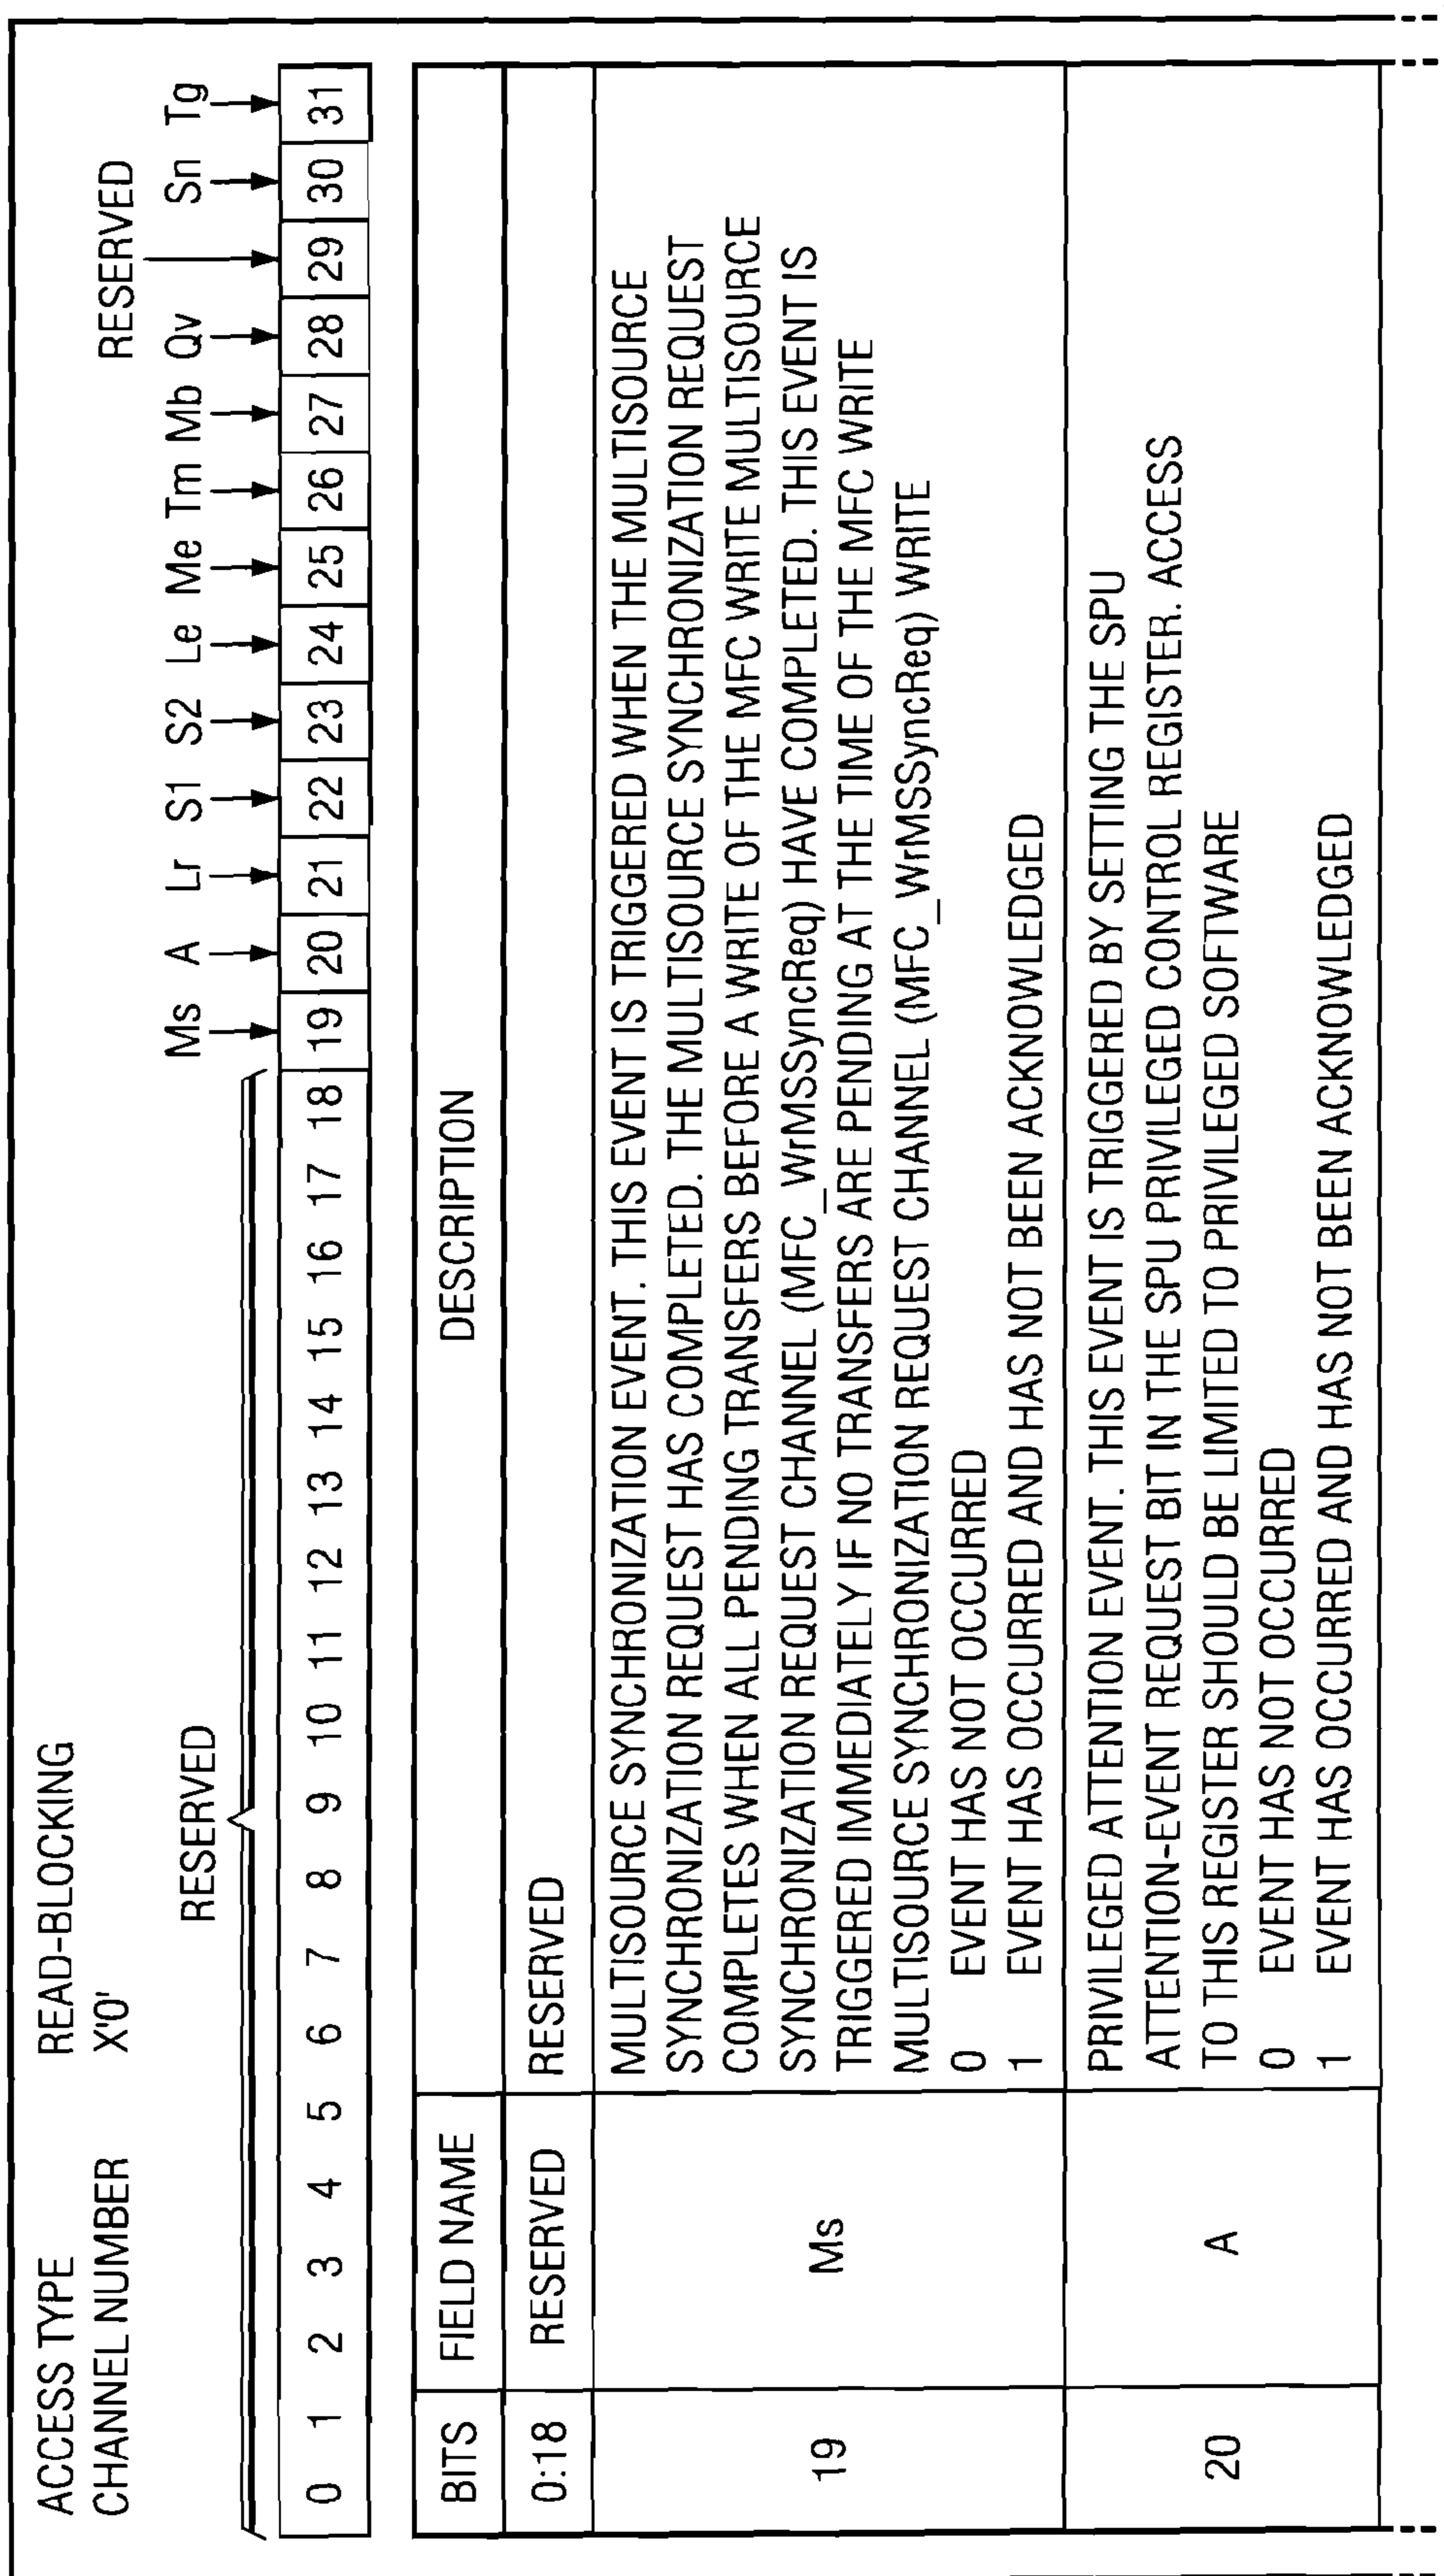 ACCESS TYPE READ-BLOCKING
CHANNEL NUMBER X'0'
RESERVED
RESERVED
Ms A Lr S1 S2 Le Me Tm Mb Qv Sn Tg
0 1 2 3 4 5 6 7 8 9 10 11 12 13 14 15 16 17 18 19 20 21 22 23 24 25 26 27 28 29 30 31
BITS FIELD NAME DESCRIPTION
0:18 RESERVED RESERVED
19 Ms
MULTISOURCE SYNCHRONIZATION EVENT. THIS EVENT IS TRIGGERED WHEN THE MULTISOURCE
SYNCHRONIZATION REQUEST HAS COMPLETED. THE MULTISOURCE SYNCHRONIZATION REQUEST
COMPLETES WHEN ALL PENDING TRANSFERS BEFORE A WRITE OF THE MFC WRITE MULTISOURCE
SYNCHRONIZATION REQUEST CHANNEL (MFC_WrMSSyncReq) HAVE COMPLETED. THIS EVENT IS
TRIGGERED IMMEDIATELY IF NO TRANSFERS ARE PENDING AT THE TIME OF THE MFC WRITE
MULTISOURCE SYNCHRONIZATION REQUEST CHANNEL (MFC_WrMSSyncReq) WRITE
0 EVENT HAS NOT OCCURRED
1 EVENT HAS OCCURRED AND HAS NOT BEEN ACKNOWLEDGED
20 A
PRIVILEGED ATTENTION EVENT. THIS EVENT IS TRIGGERED BY SETTING THE SPU
ATTENTION-EVENT REQUEST BIT IN THE SPU PRIVILEGED CONTROL REGISTER. ACCESS
TO THIS REGISTER SHOULD BE LIMITED TO PRIVILEGED SOFTWARE
0 EVENT HAS NOT OCCURRED
1 EVENT HAS OCCURRED AND HAS NOT BEEN ACKNOWLEDGED